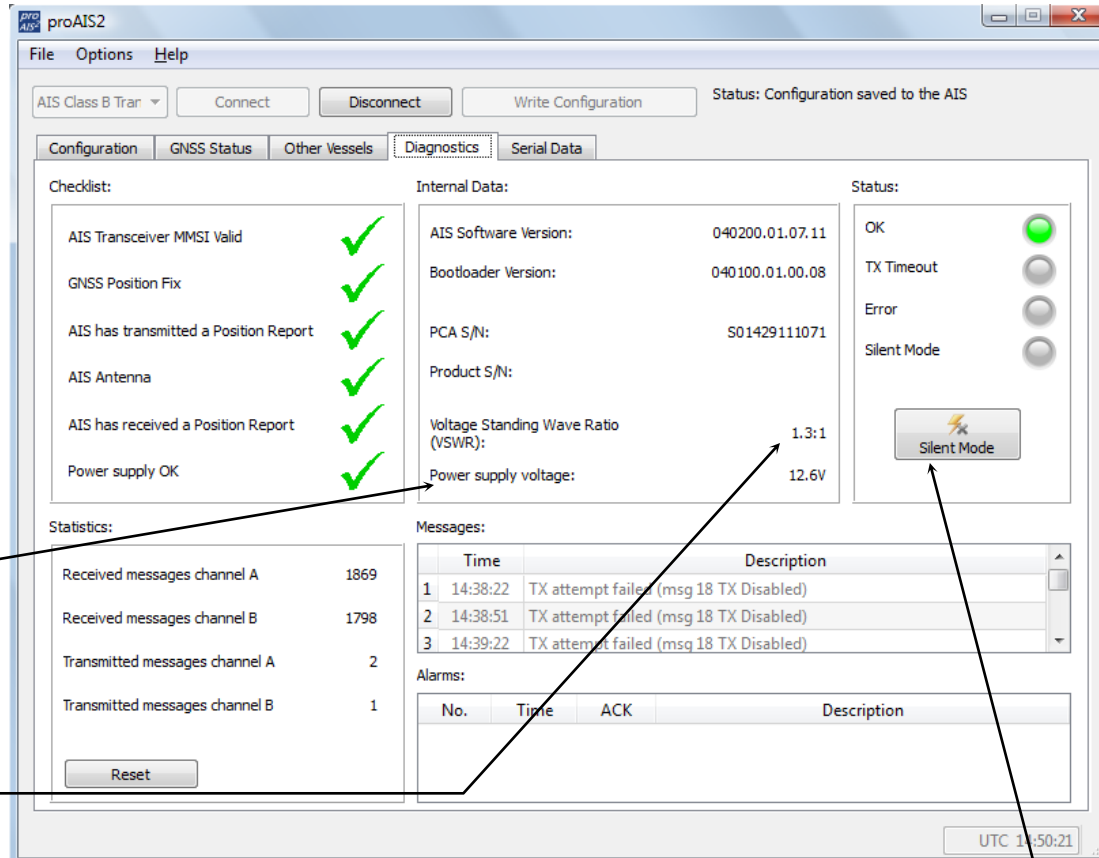 pro AIS2 proAIS2
File Options Help
AIS Class B Tran Connect Disconnect Write Configuration Status: Configuration saved to the AIS
Configuration GNSS Status Other Vessels Diagnostics Serial Data
Checklist: Internal Data: Status:
AIS Transceiver MMSI Valid AIS Software Version: 040200.01.07.11 OK
GNSS Position Fix Bootloader Version: 040100.01.00.08 TX Timeout
AIS has transmitted a Position Report PCA S/N: S01429111071 Error
AIS Antenna Product S/N: Silent Mode
AIS has received a Position Report Voltage Standing Wave Ratio
(VSWR): 1.3:1 Silent Mode
Power supply OK Power supply voltage: 12.6V
Statistics: Messages:
Time Description
Received messages channel A 1869 1 14:38:22 TX attempt failed (msg 18 TX Disabled)
Received messages channel B 1798 2 14:38:51 TX attempt failed (msg 18 TX Disabled)
3 14:39:22 TX attempt failed (msg 18 TX Disabled)
Transmitted messages channel A 2 Alarms:
Transmitted messages channel B 1 No. Time ACK Description
Reset
UTC 14:50:21